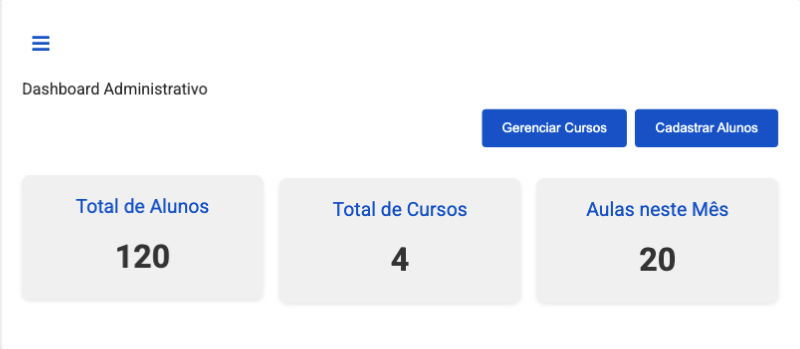 Dashboard Administrativo
Gerenciar Cursos
Cadastrar Alunos
Total de Alunos
120
Total de Cursos
4
Aulas neste Mês
20